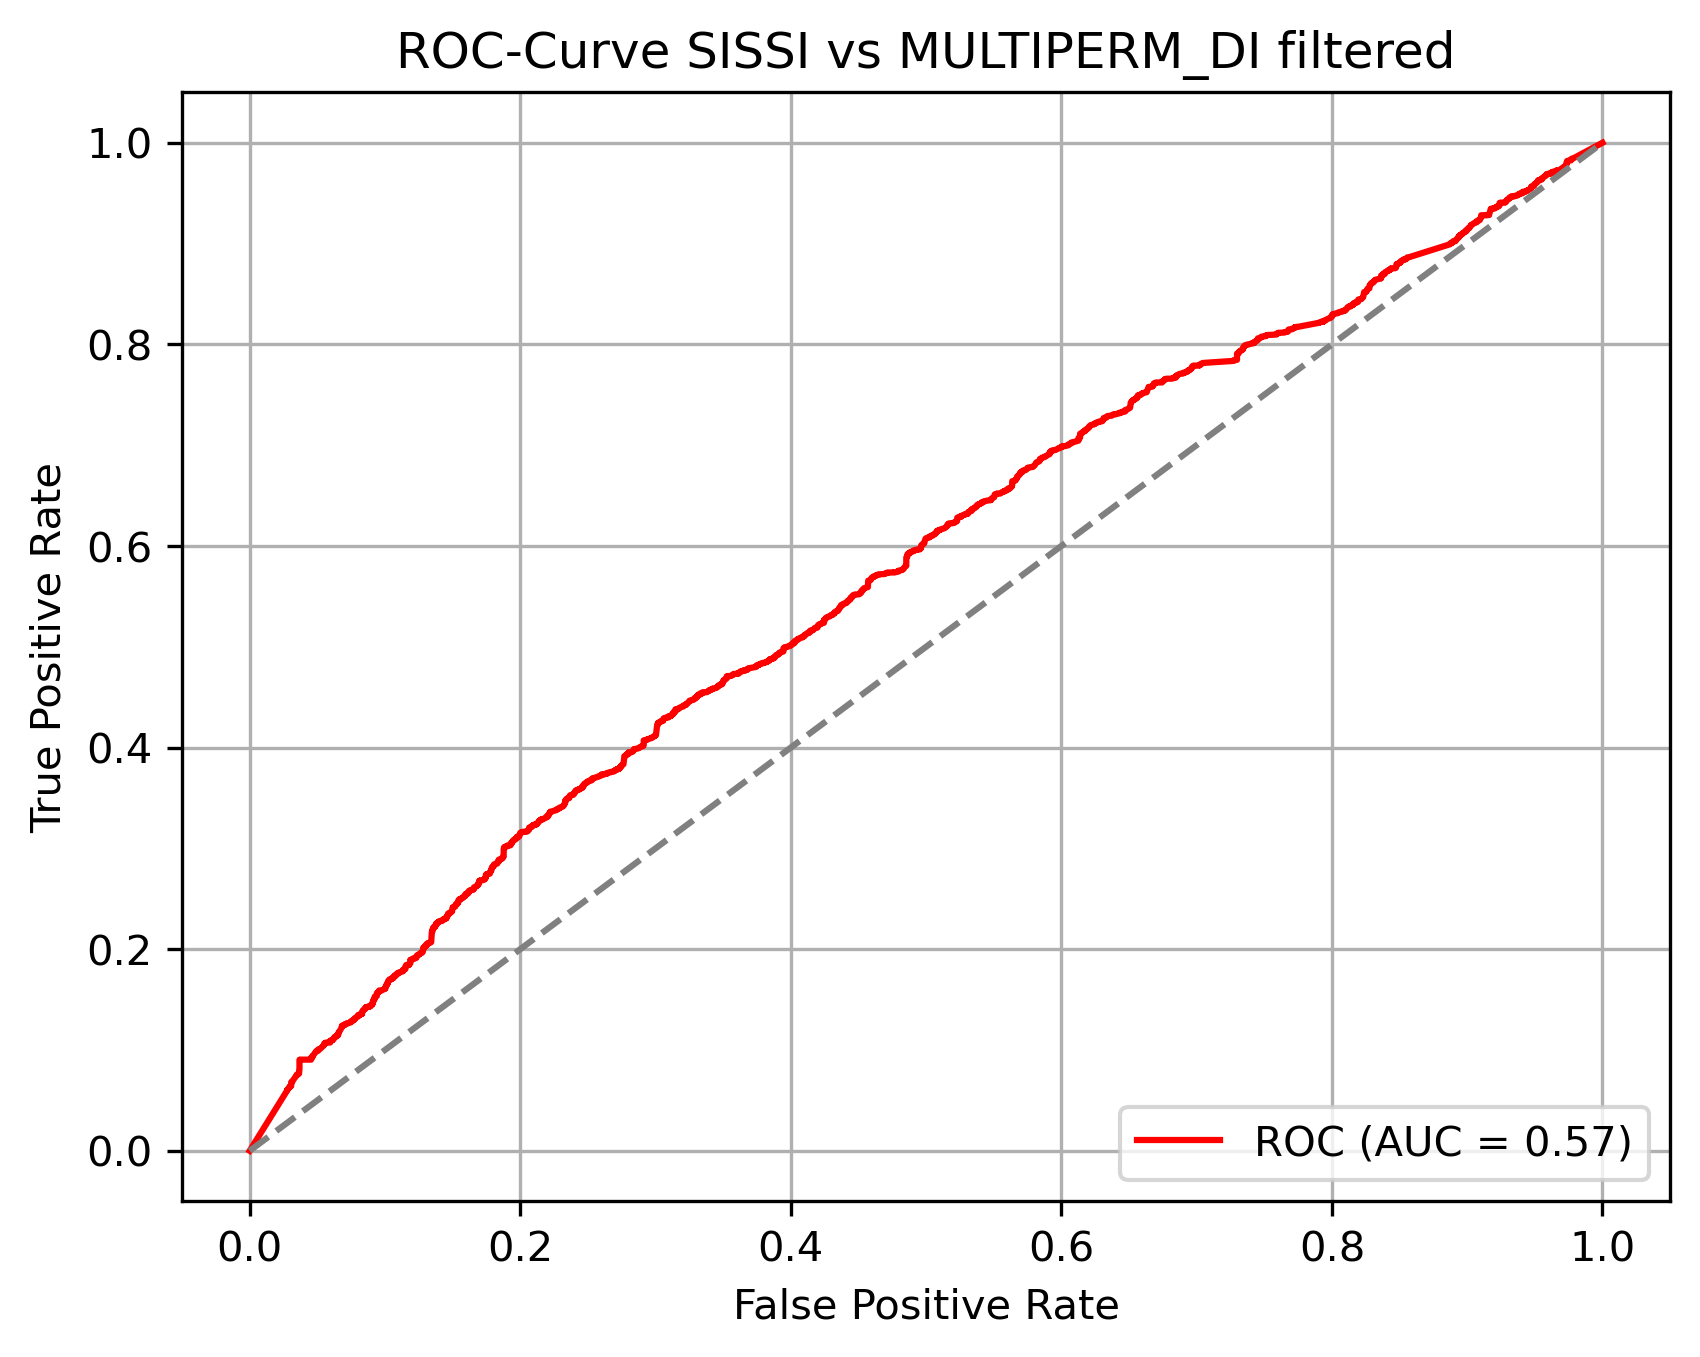 ROC-Curve SISSI vs MULTIPERM_DI filtered
1.0
0.8
0.6
0.4
0.2
0.0
True Positive Rate
ROC (AUC = 0.57)
0.0 0.2 0.4 0.6 0.8 1.0
False Positive Rate